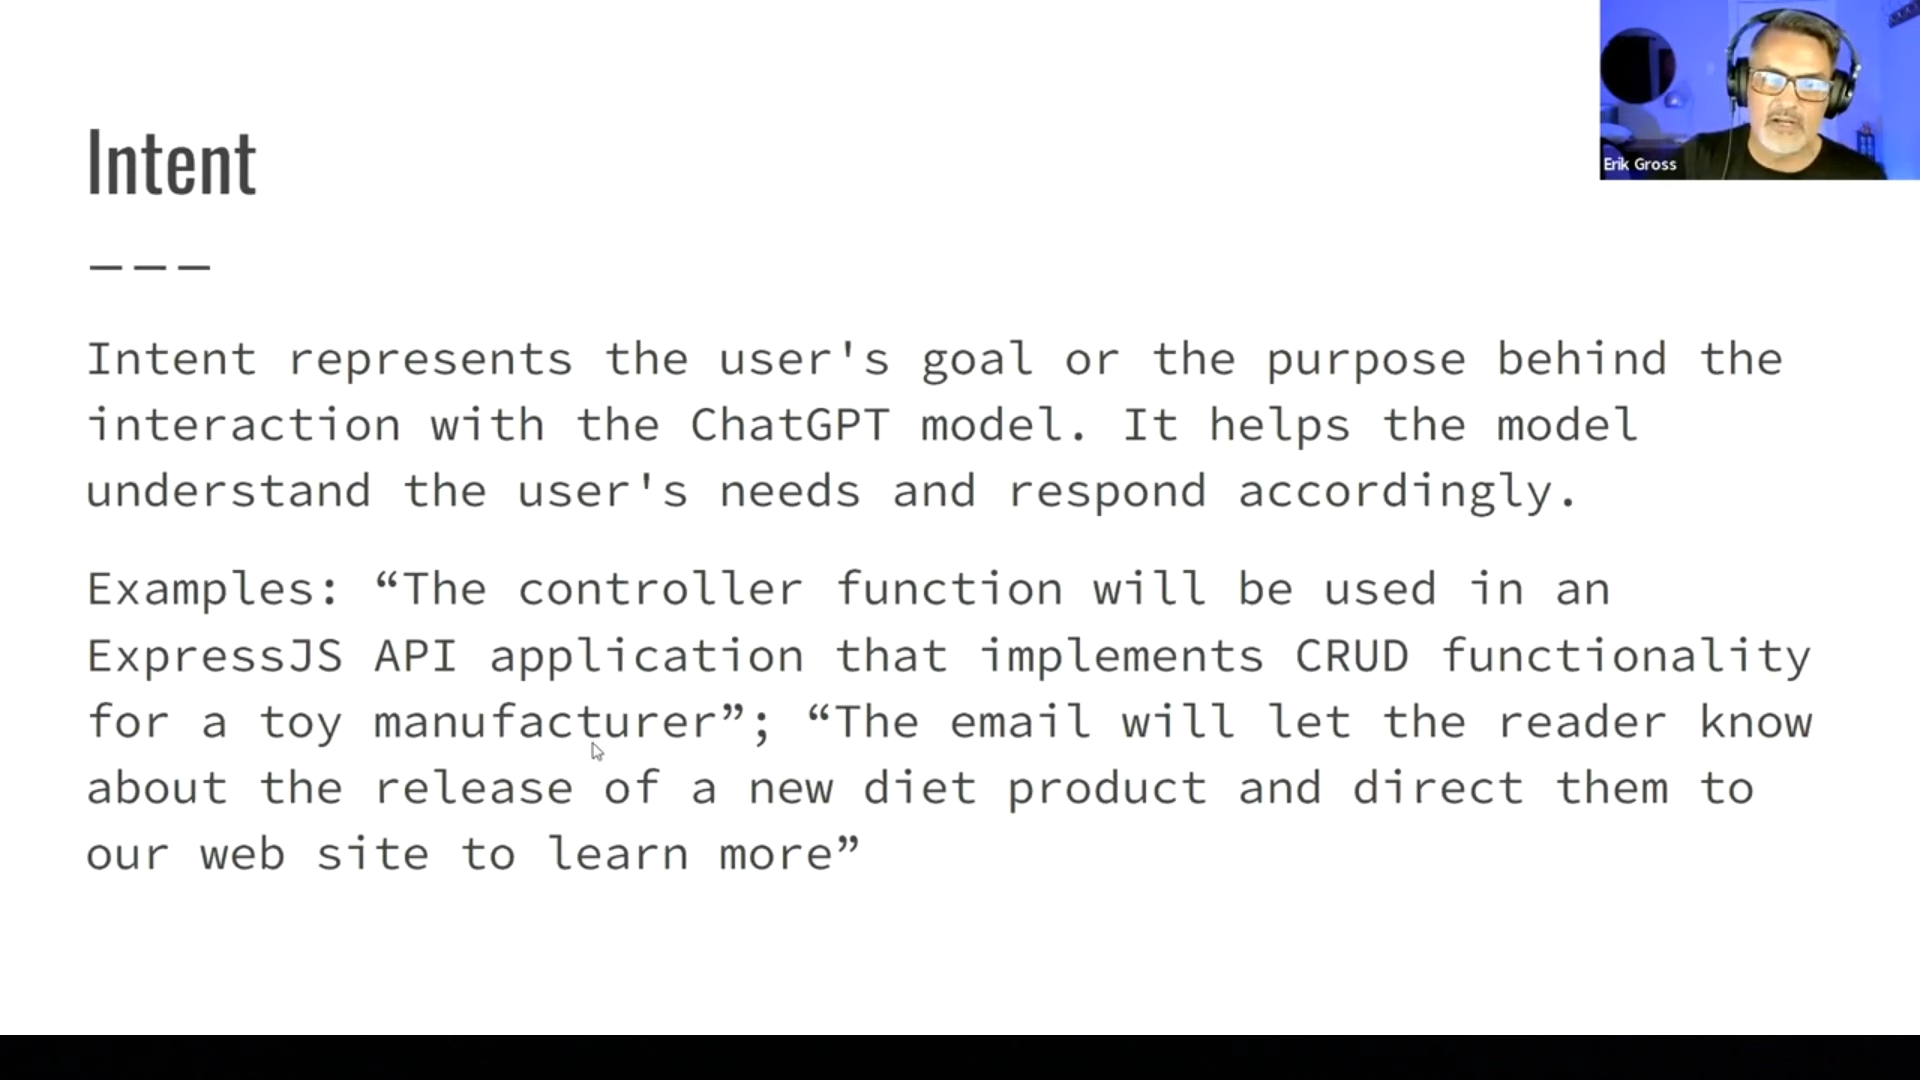 Intent
Erik Gross
Intent represents the user's goal or the purpose behind the
interaction with the ChatGPT model. It helps the model
understand the user's needs and respond accordingly.
Examples: “The controller function will be used in an
ExpressJS API application that implements CRUD functionality
for a toy manufacturer”; “The email will let the reader know
about the release of a new diet product and direct them to
our web site to learn more”